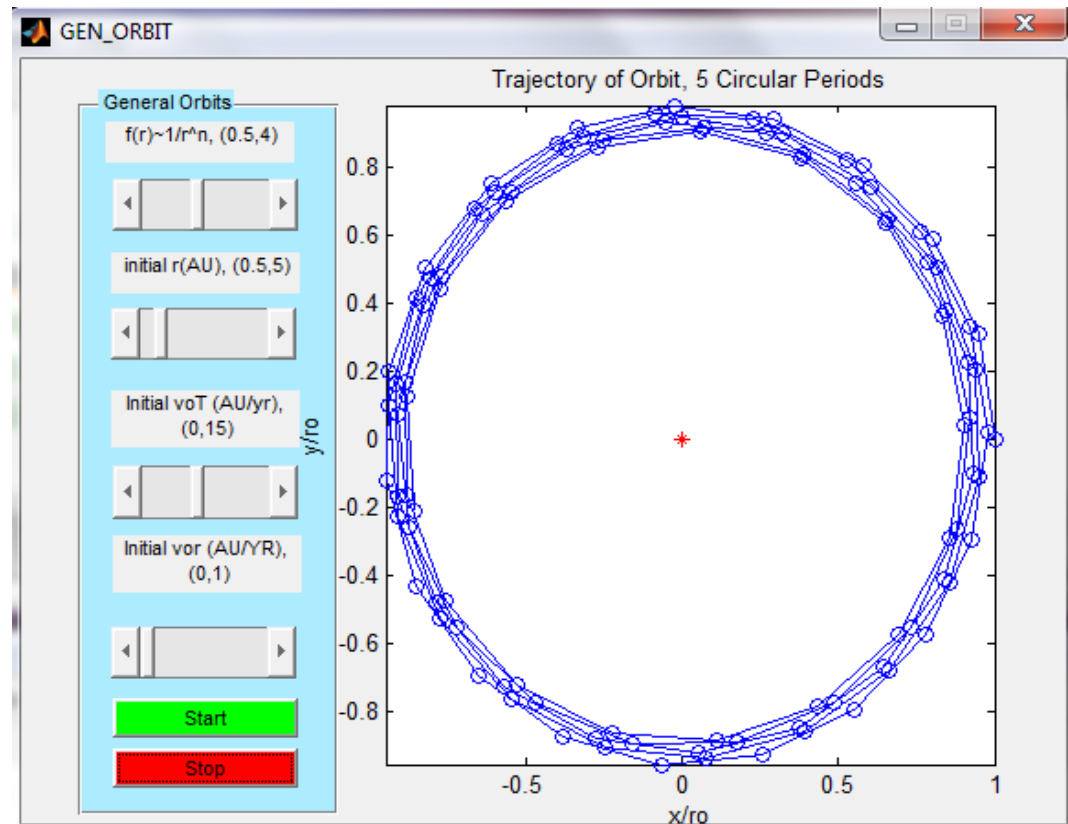 GEN_ORBIT
General Orbits
f(r)~1/r^n, (0.5,4)
initial r(AU), (0.5,5)
Initial voT (AU/yr),
(0,15)
Initial vor (AU/YR),
(0,1)
Start
Stop
Trajectory of Orbit, 5 Circular Periods
y/ro
0.8
0.6
0.4
0.2
0
-0.2
-0.4
-0.6
-0.8
-0.5
0
0.5
1
x/ro